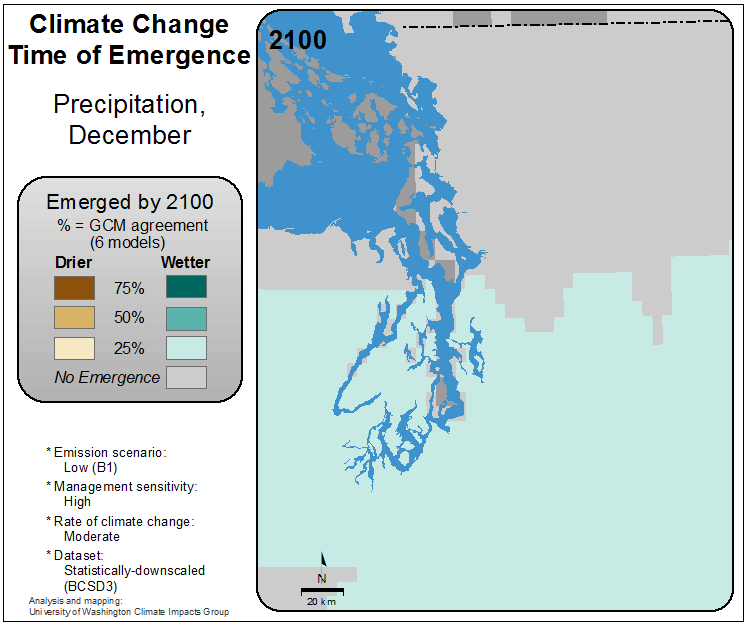 Climate Change
Time of Emergence
Precipitation,
December
Emerged by 2100
% = GCM agreement
(6 models)
Drier Wetter
75%
50%
25%
No Emergence
* Emission scenario:
Low (B1)
* Management sensitivity:
High
* Rate of climate change:
Moderate
* Dataset:
Statistically-downscaled
(BCSD3)
Analysis and mapping:
University of Washington Climate Impacts Group
2100
N
20 km